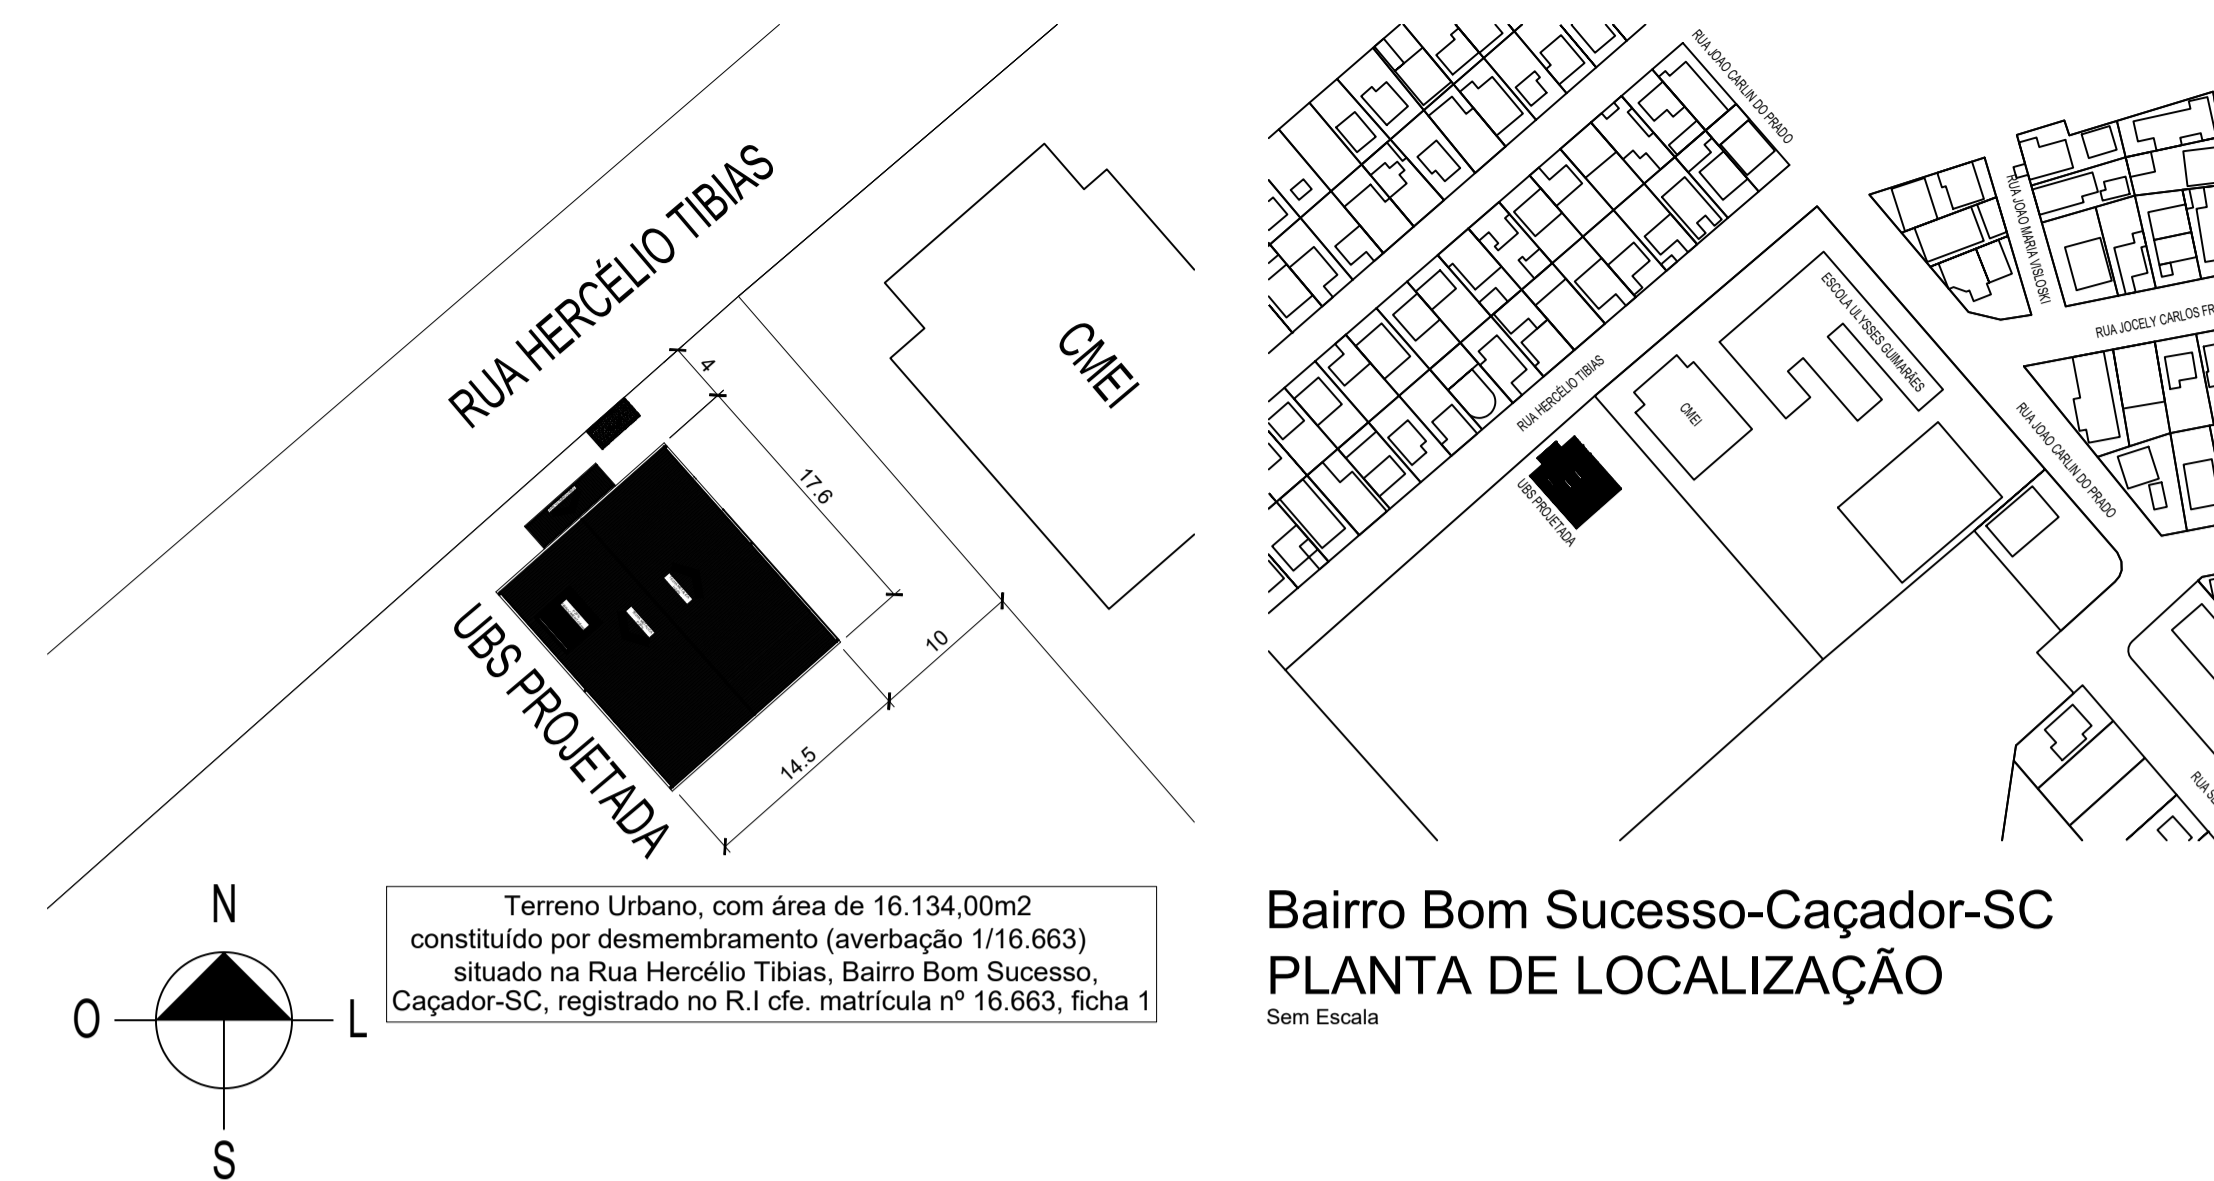 RUA HERCÉLIO TIBIAS
CMEI
4
17.6
10
14.5
UBS PROJETADA
N
O
L
S
Terreno Urbano, com área de 16.134,00m2
constituído por desmembramento (averbação 1/16.663)
situado na Rua Hercélio Tibias, Bairro Bom Sucesso,
Caçador-SC, registrado no R.I cfe. matrícula nº 16.663, ficha 1
RUA JOAO CARLIN DO PRADO
RUA JOAO MARIA VISLOSKI
RUA JOCELY CARLOS FR
ESCOLA ULYSSES GUIMARÃES
RUA HERCÉLIO TIBIAS
CMEI
UBS PROJETADA
RUA JOAO CARLIN DO PRADO
RUA
Bairro Bom Sucesso-Caçador-SC
PLANTA DE LOCALIZAÇÃO
Sem Escala